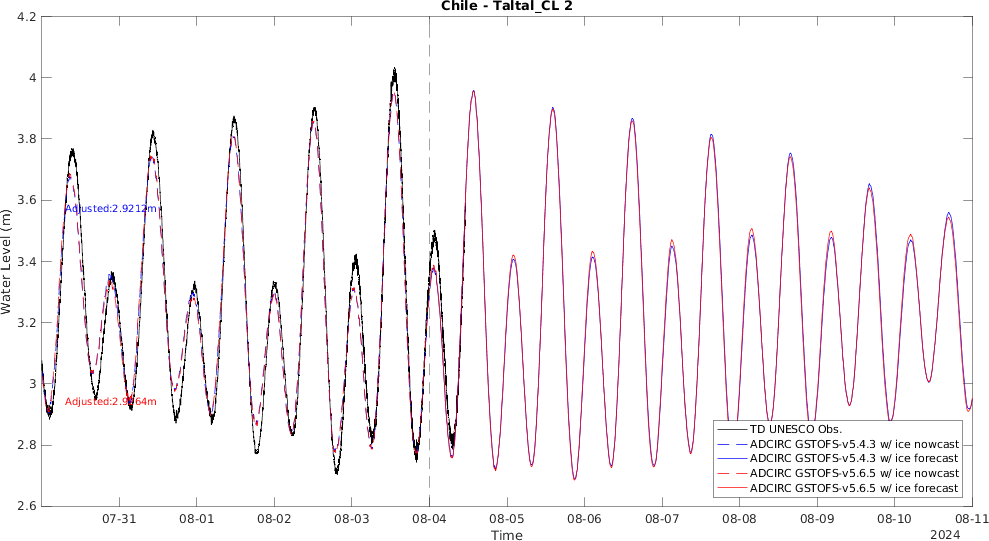 Chile - Taltal_CL 2
Water Level (m)
4.2
4
3.8
3.6
3.4
3.2
3
2.8
2.6
Adjusted:2.9212m
TD UNESCO Obs.
ADCIRC GSTOFS-v5.4.3 w/ ice nowcast
ADCIRC GSTOFS-v5.4.3 w/ ice forecast
ADCIRC GSTOFS-v5.6.5 w/ ice nowcast
ADCIRC GSTOFS-v5.6.5 w/ ice forecast
07-31 08-01 08-02 08-03 08-04 08-05 08-06 08-07 08-08 08-09 08-10 08-11
Time
2024